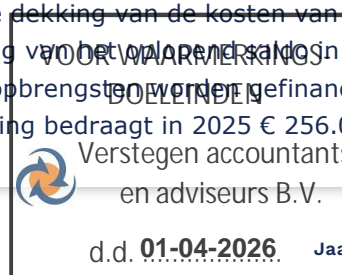 dekking van de kosten van
g van het oplopend saldo in
VOOR WAARMERKINGS-
opbrengsten worden gefinanc
DOELEINDEN
ing bedraagt in 2025 € 256.0
Verstegen accountants
en adviseurs B.V.
d.d. 01-04-2026
Jaa